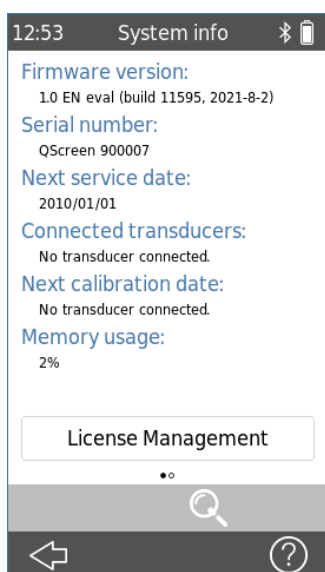 12:53 System info
Firmware version:
1.0 EN eval (build 11595, 2021-8-2)
Serial number:
QScreen 900007
Next service date:
2010/01/01
Connected transducers:
No transducer connected.
Next calibration date:
No transducer connected.
Memory usage:
2%
License Management
?